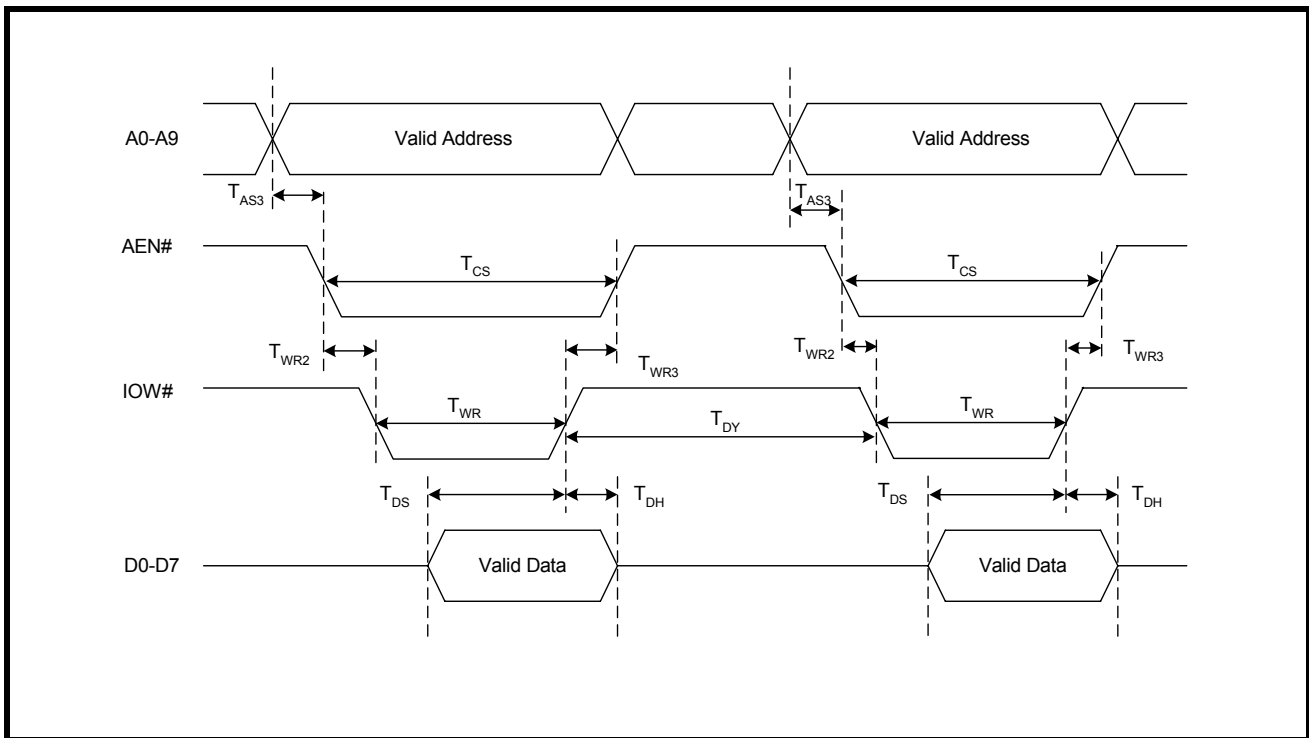 A0-A9 Valid Address Valid Address
TAS3 TAS3
AEN# TCS TCS
TWR2 TWR3 TWR2 TWR3
IOW# TWR TDY TWR
TDS TDH TDS TDH
D0-D7 Valid Data Valid Data